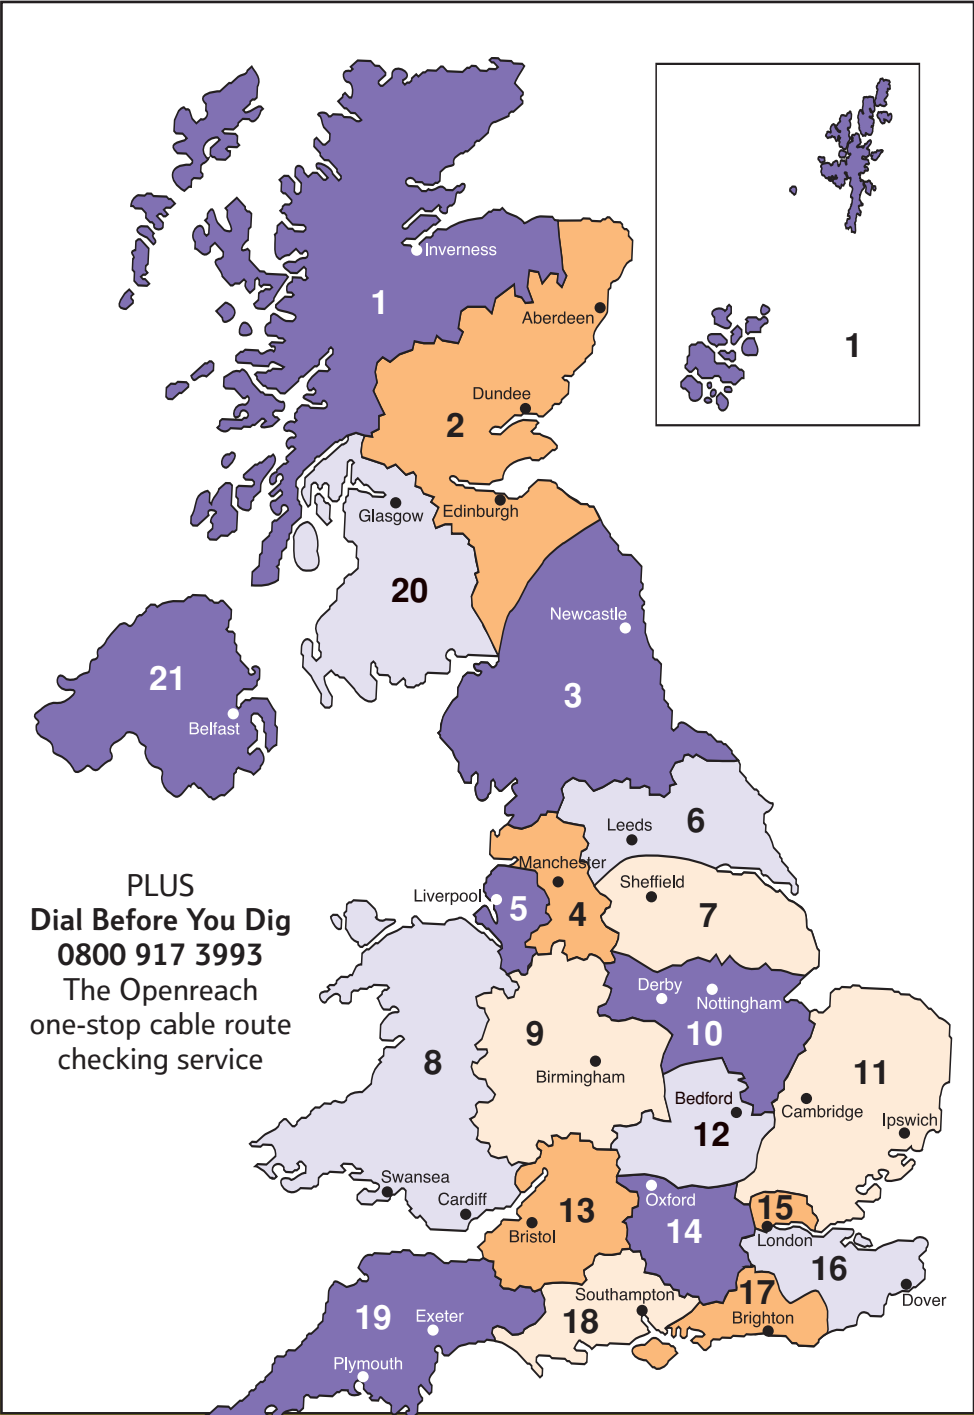 Inverness
1
Aberdeen
1
Dundee
2
Edinburgh
Glasgow
20
Newcastle
21
3
Belfast
6
Leeds
Manchester
Sheffield
Liverpool
5
4
7
PLUS
Dial Before You Dig
0800 917 3993
The Openreach
one-stop cable route
checking service
Derby
Nottingham
9
10
8
11
Birmingham
Bedford
Cambridge
Ipswich
12
Swansea
Cardiff
Oxford
13
15
14
Bristol
London
16
17
Southampton
Dover
19
Exeter
18
Brighton
Plymouth